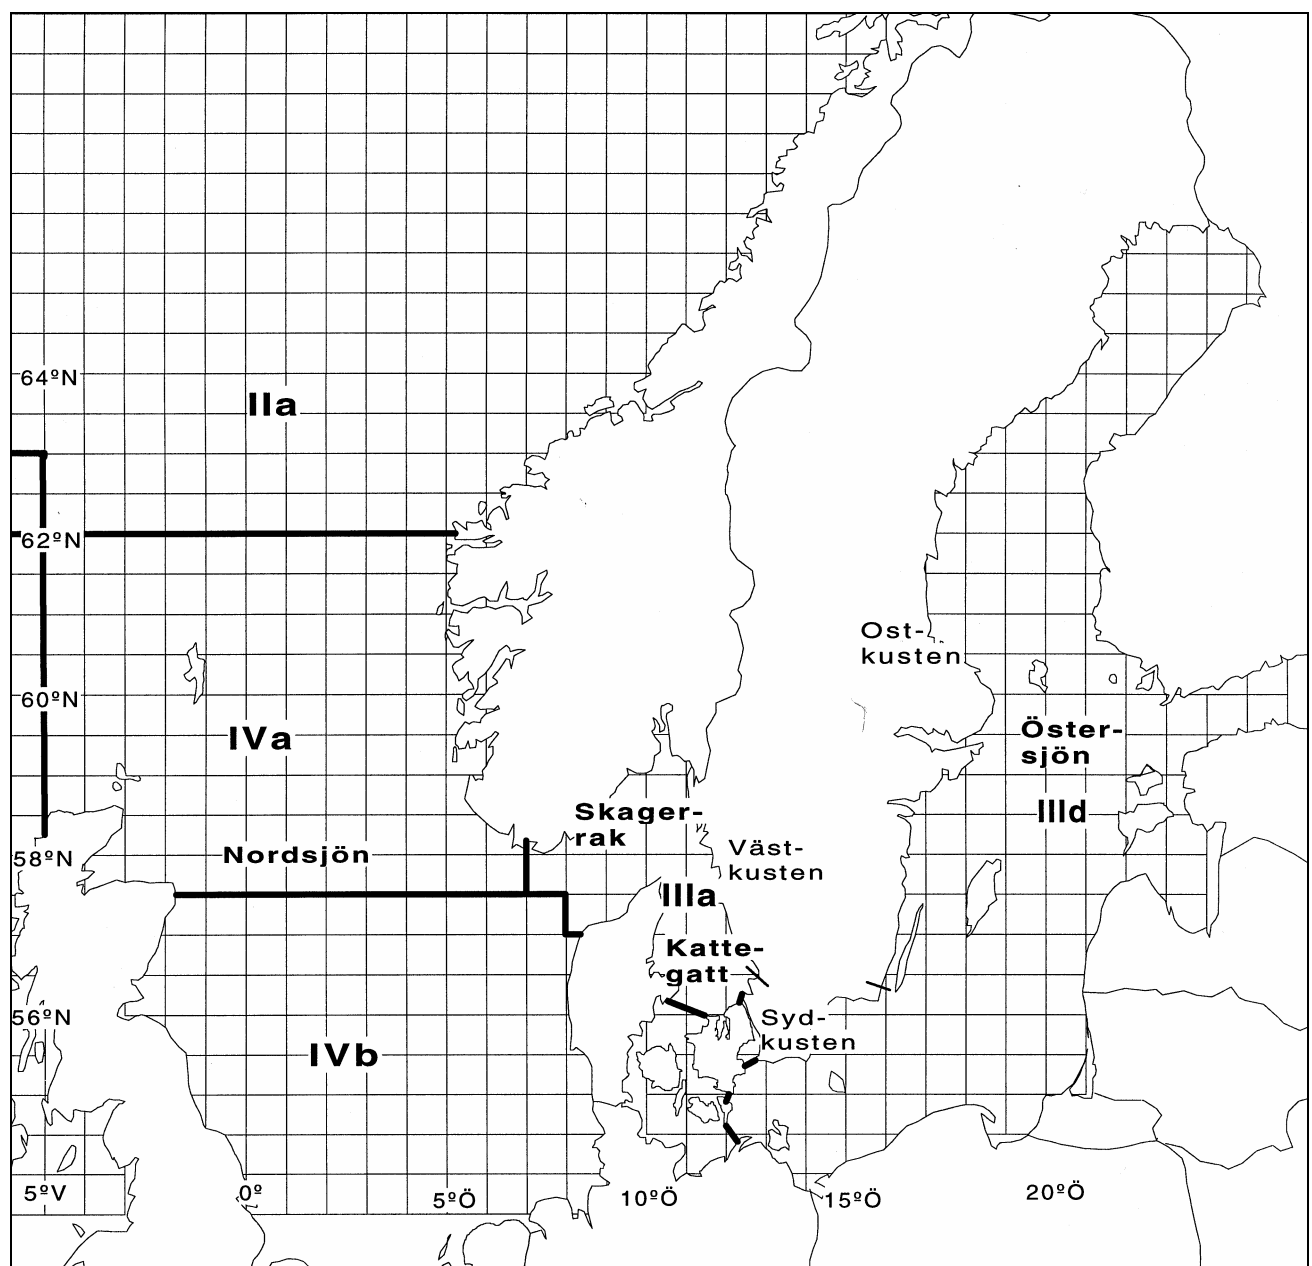 64ºN
IIa
62ºN
Ost-
kusten
60ºN
IVa
Öster-
sjön
Skager-
rak
IIId
Nordsjön
58ºN
Väst-
kusten
IIIa
Katte-
gatt
56ºN
Syd-
kusten
IVb
5ºV
0º
5ºÖ
10ºÖ
15ºÖ
20ºÖ